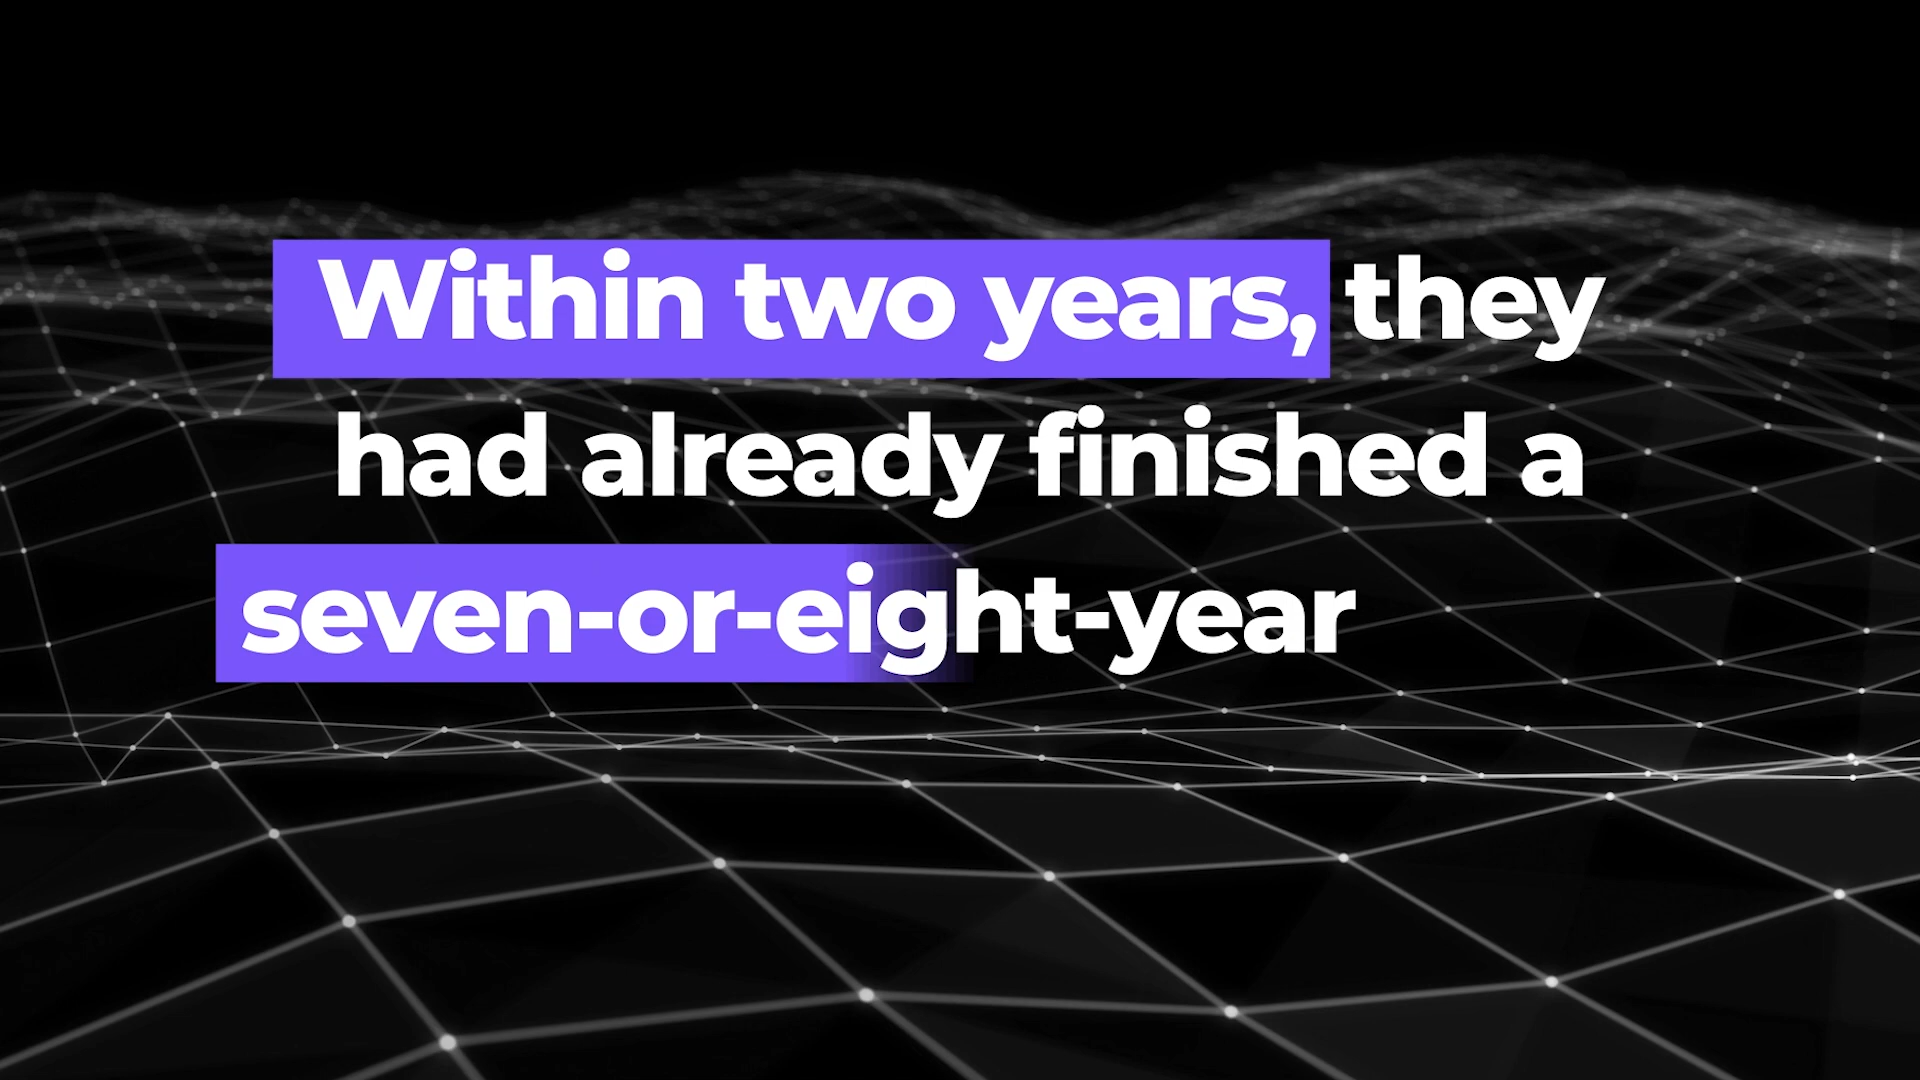 Within two years, they
had already finished a
seven-or-eight-year